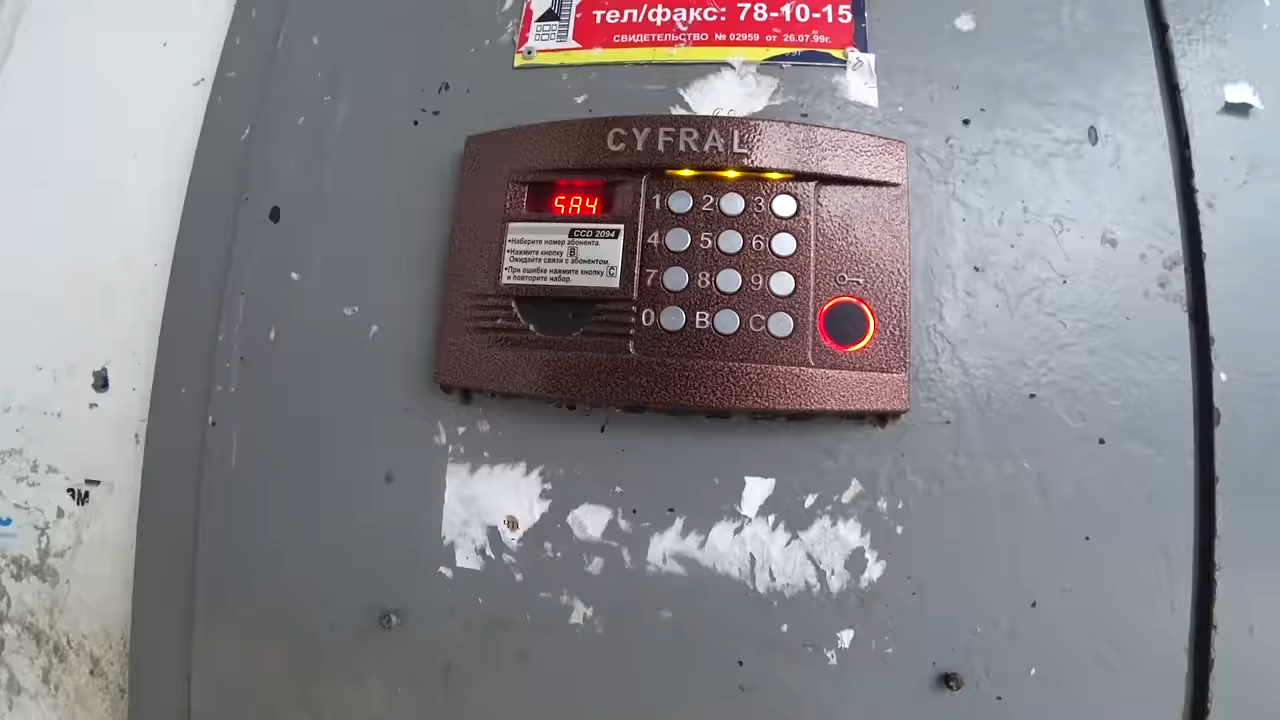 тел/факс: 78-10-15
СВИДЕТЕЛЬСТВО № 02959 от 26.07.99г.
CYFRAL
5A4
CCD 2094
•Наберите номер абонента.
•Нажмите кнопку B
Ожидайте связи с абонентом.
•При ошибке нажмите кнопку C
и повторите набор.
1 2 3
4 5 6
7 8 9
0 B C